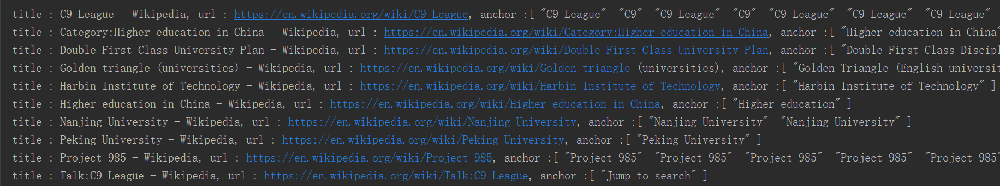 title : C9 League - Wikipedia, url : https://en.wikipedia.org/wiki/C9_League, anchor :[ "C9 League"  "C9"  "C9 League"  "C9"  "C9 League"  "C9 League"  "C9 League"
title : Category:Higher education in China - Wikipedia, url : https://en.wikipedia.org/wiki/Category:Higher_education_in_China, anchor :[ "Higher education in China"
title : Double First Class University Plan - Wikipedia, url : https://en.wikipedia.org/wiki/Double_First_Class_University_Plan, anchor :[ "Double First Class Discipl
title : Golden triangle (universities) - Wikipedia, url : https://en.wikipedia.org/wiki/Golden_triangle_(universities), anchor :[ "Golden Triangle (English universit
title : Harbin Institute of Technology - Wikipedia, url : https://en.wikipedia.org/wiki/Harbin_Institute_of_Technology, anchor :[ "Harbin Institute of Technology" ]
title : Higher education in China - Wikipedia, url : https://en.wikipedia.org/wiki/Higher_education_in_China, anchor :[ "Higher education" ]
title : Nanjing University - Wikipedia, url : https://en.wikipedia.org/wiki/Nanjing_University, anchor :[ "Nanjing University"  "Nanjing University" ]
title : Peking University - Wikipedia, url : https://en.wikipedia.org/wiki/Peking_University, anchor :[ "Peking University" ]
title : Project 985 - Wikipedia, url : https://en.wikipedia.org/wiki/Project_985, anchor :[ "Project 985"  "Project 985"  "Project 985"  "Project 985"  "Project 985"
title : Talk:C9 League - Wikipedia, url : https://en.wikipedia.org/wiki/Talk:C9_League, anchor :[ "Jump to search" ]